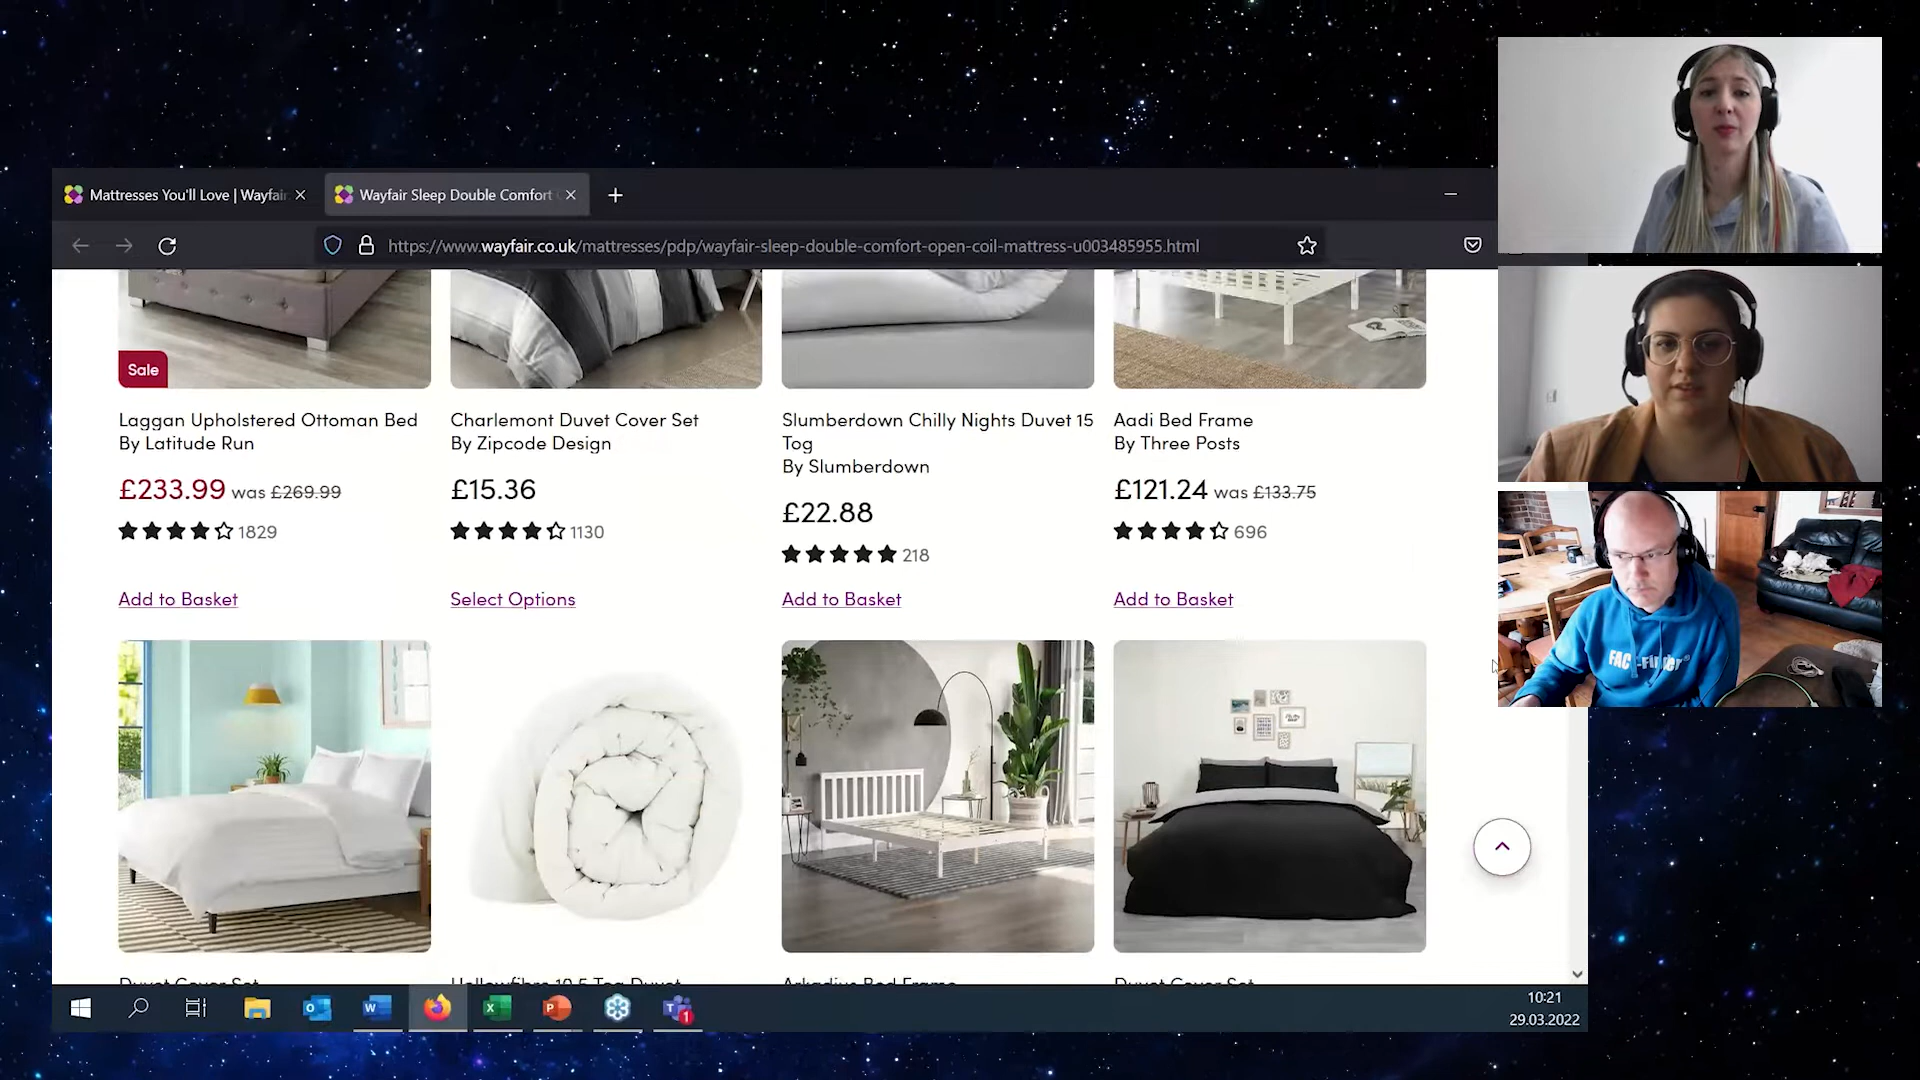 Mattresses You'll Love | Wayfair
Wayfair Sleep Double Comfort
https://www.wayfair.co.uk/mattresses/pdp/wayfair-sleep-double-comfort-open-coil-mattress-u003485955.html
Sale
Laggan Upholstered Ottoman Bed
By Latitude Run
£233.99 was £269.99
1829
Add to Basket
Charlemont Duvet Cover Set
By Zipcode Design
£15.36
1130
Select Options
Slumberdown Chilly Nights Duvet 15
Tog
By Slumberdown
£22.88
218
Add to Basket
Aadi Bed Frame
By Three Posts
£121.24 was £133.75
696
Add to Basket
Duvet Cover Set
Hollowfibre 10.5 Tog Duvet
Arkadius Bed Frame
Duvet Cover Set
10:21
29.03.2022
1